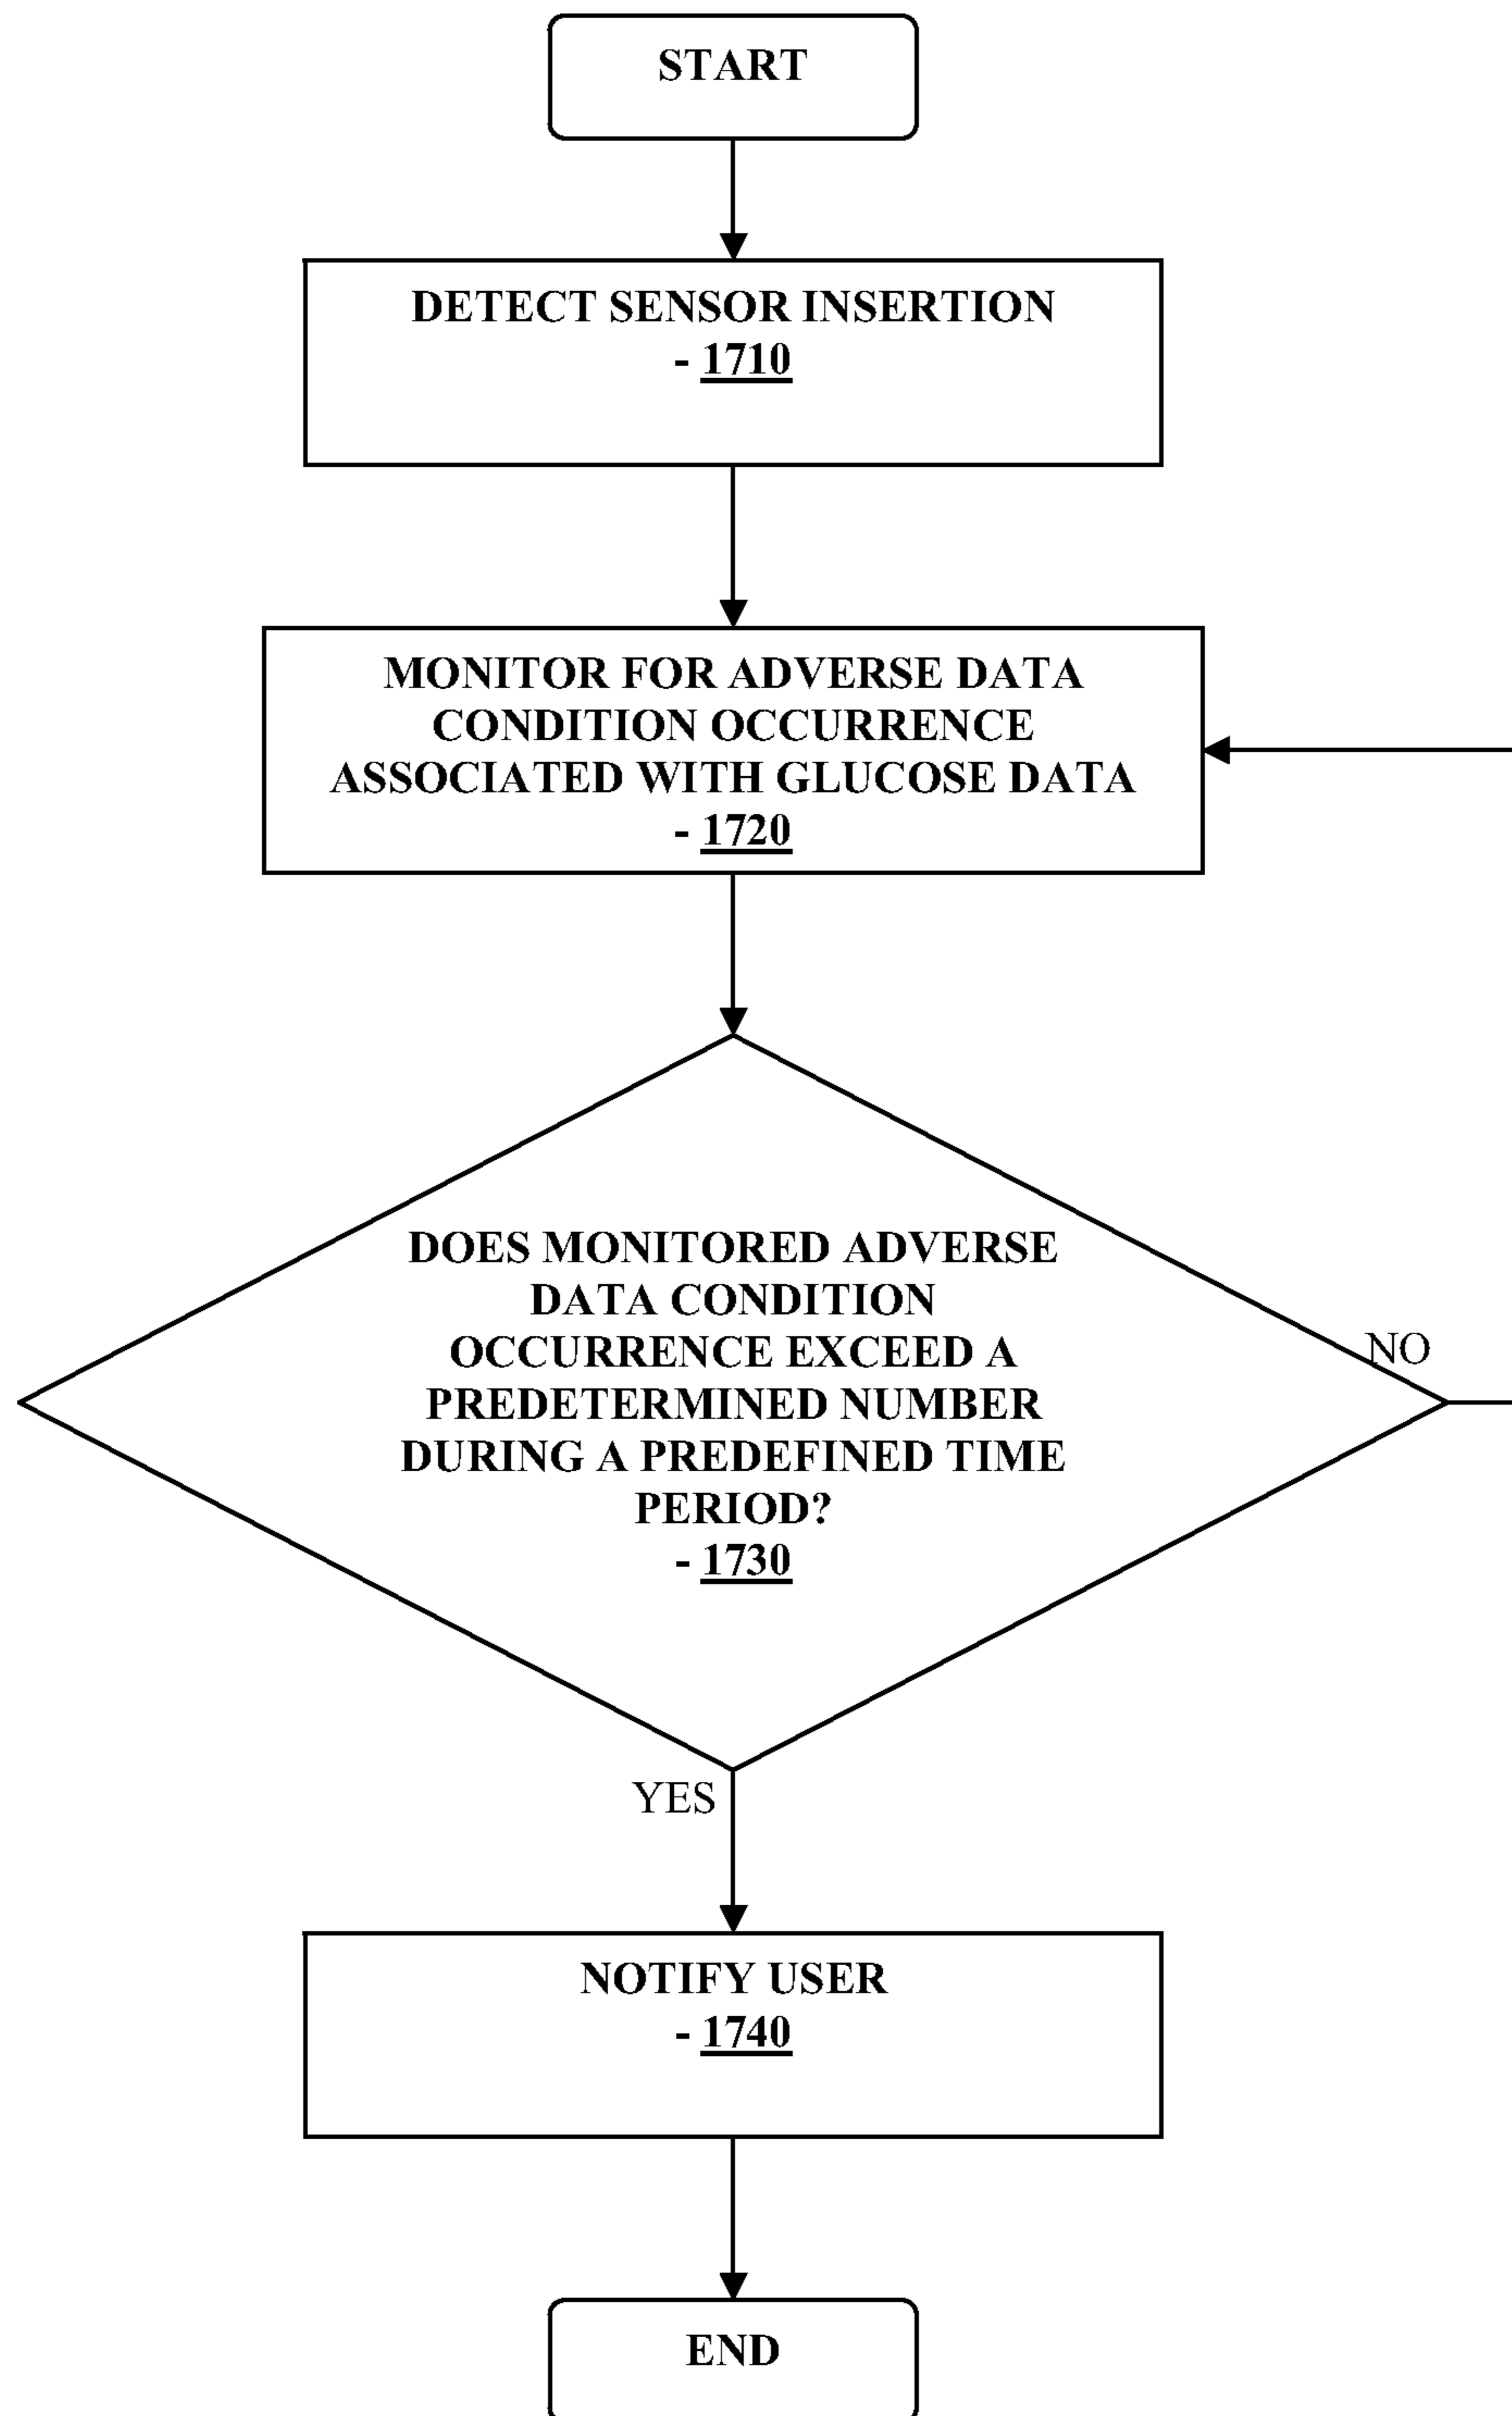 START
DETECT SENSOR INSERTION
- 1710
MONITOR FOR ADVERSE DATA
CONDITION OCCURRENCE
ASSOCIATED WITH GLUCOSE DATA
- 1720
DOES MONITORED ADVERSE
DATA CONDITION
OCCURRENCE EXCEED A
PREDETERMINED NUMBER
DURING A PREDEFINED TIME
PERIOD?
- 1730
NO
YES
NOTIFY USER
- 1740
END